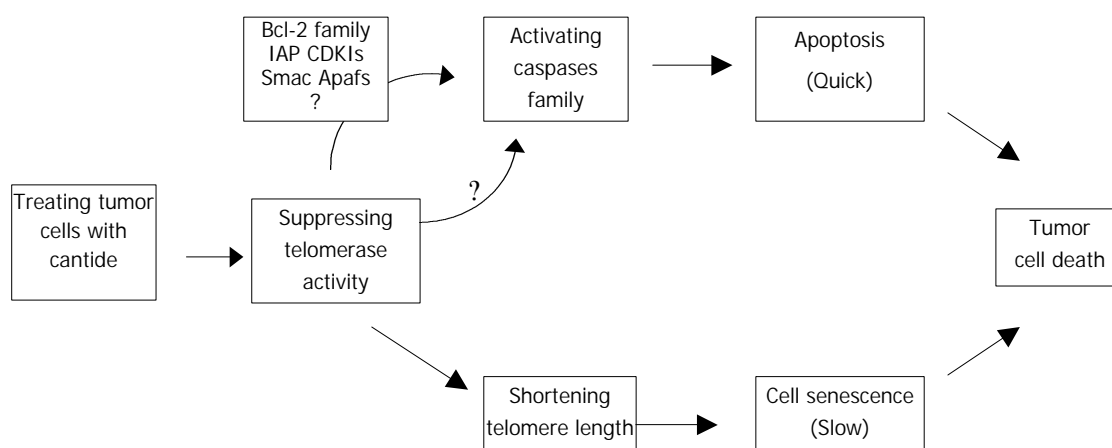 Bcl-2 family
IAP CDKIs
Smac Apafs
?
Activating
caspases
family
Apoptosis
(Quick)
Treating tumor
cells with
cantide
Suppressing
telomerase
activity
?
Tumor
cell death
Shortening
telomere length
Cell senescence
(Slow)